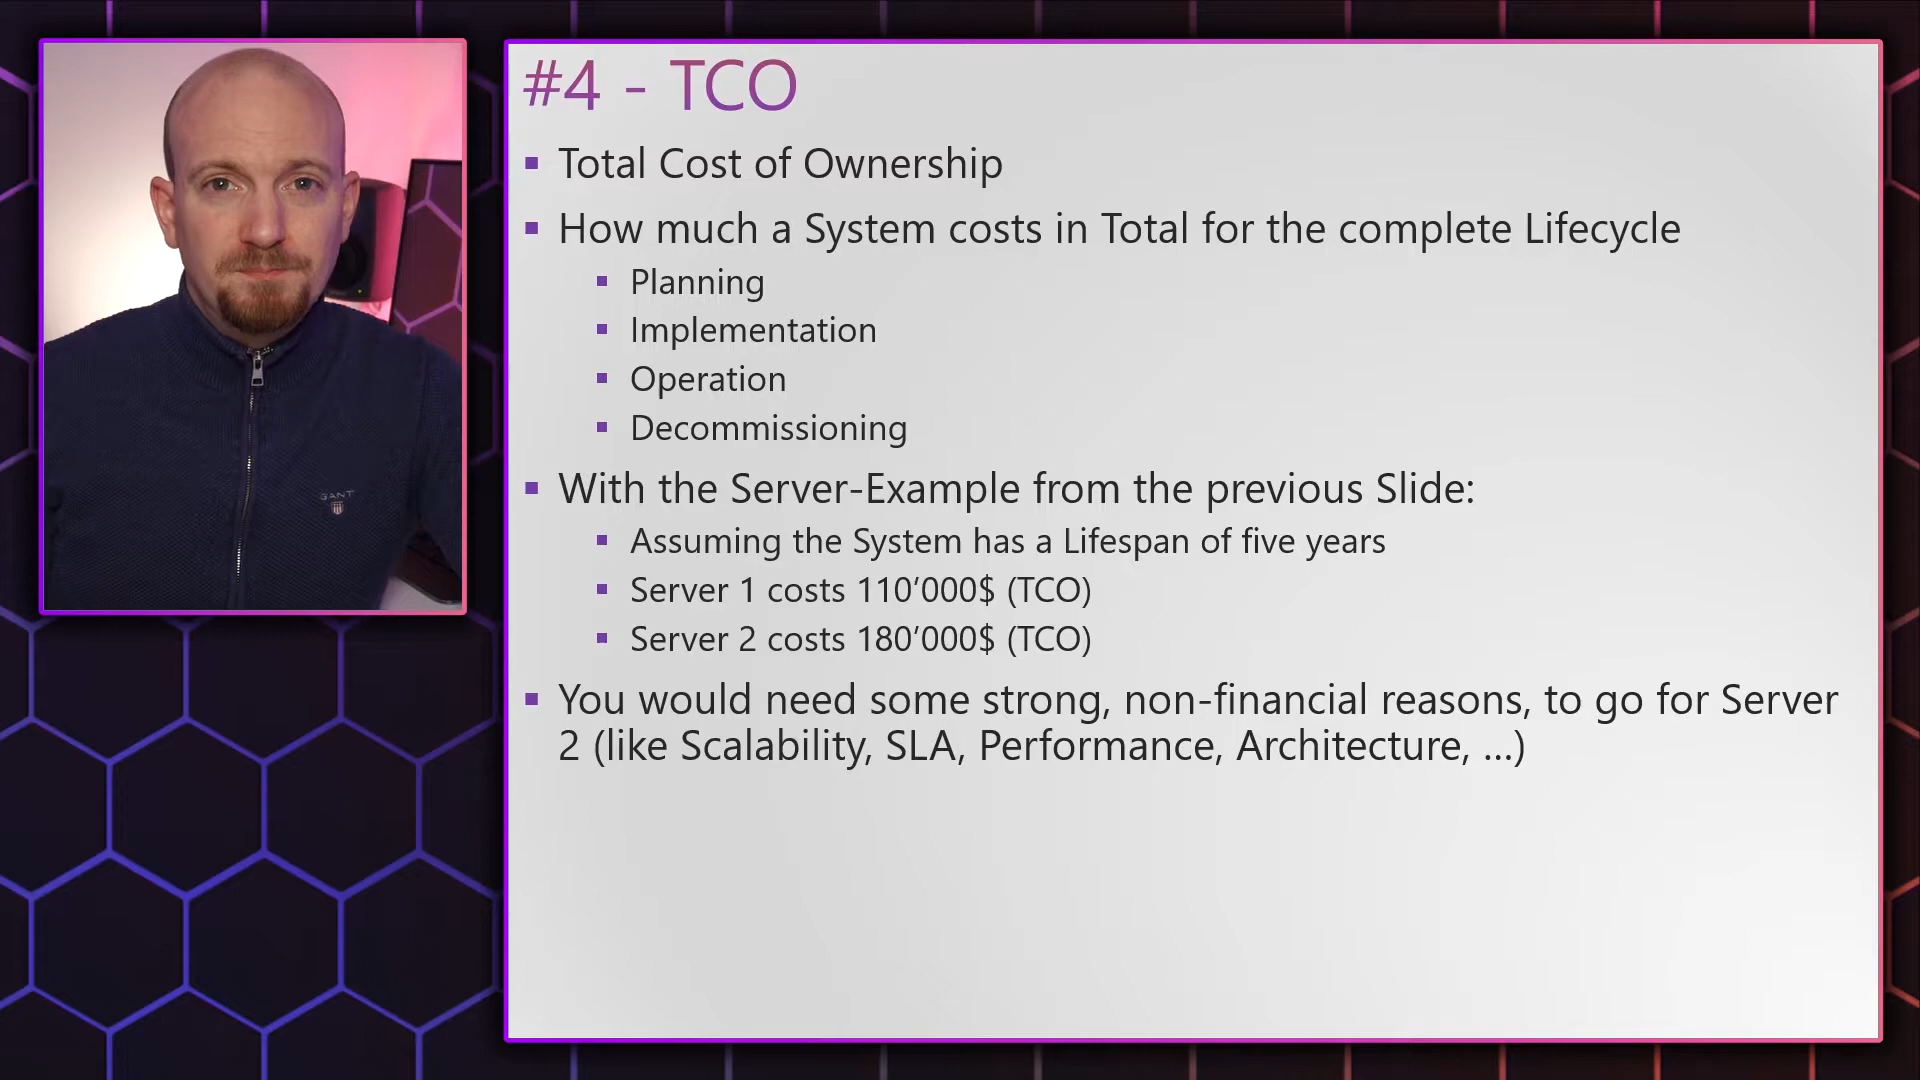 GANT
#4 - TCO
Total Cost of Ownership
How much a System costs in Total for the complete Lifecycle
Planning
Implementation
Operation
Decommissioning
With the Server-Example from the previous Slide:
Assuming the System has a Lifespan of five years
Server 1 costs 110’000$ (TCO)
Server 2 costs 180’000$ (TCO)
You would need some strong, non-financial reasons, to go for Server
2 (like Scalability, SLA, Performance, Architecture, ...)